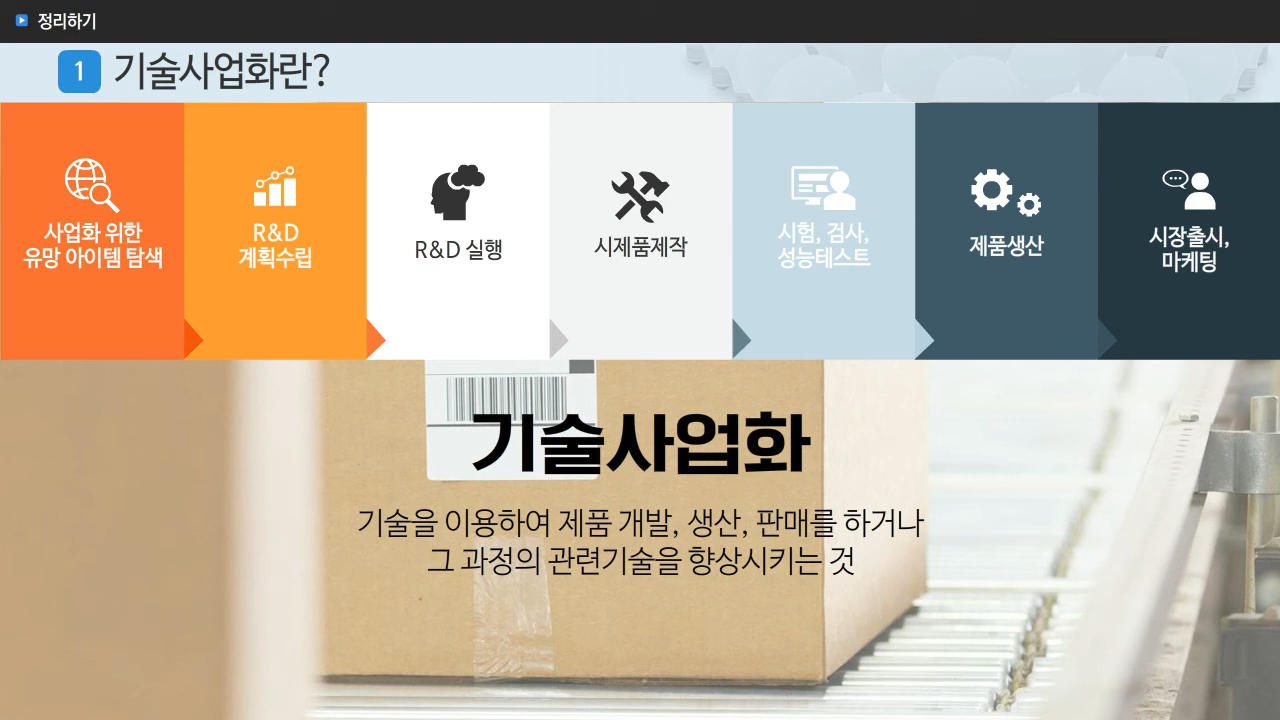 정리하기
1 기술사업화란?
사업화 위한
유망 아이템 탐색
R&D
계획수립
R&D 실행
시제품제작
시험, 검사,
성능테스트
제품생산
시장출시,
마케팅
기술사업화
기술을 이용하여 제품 개발, 생산, 판매를 하거나
그 과정의 관련기술을 향상시키는 것